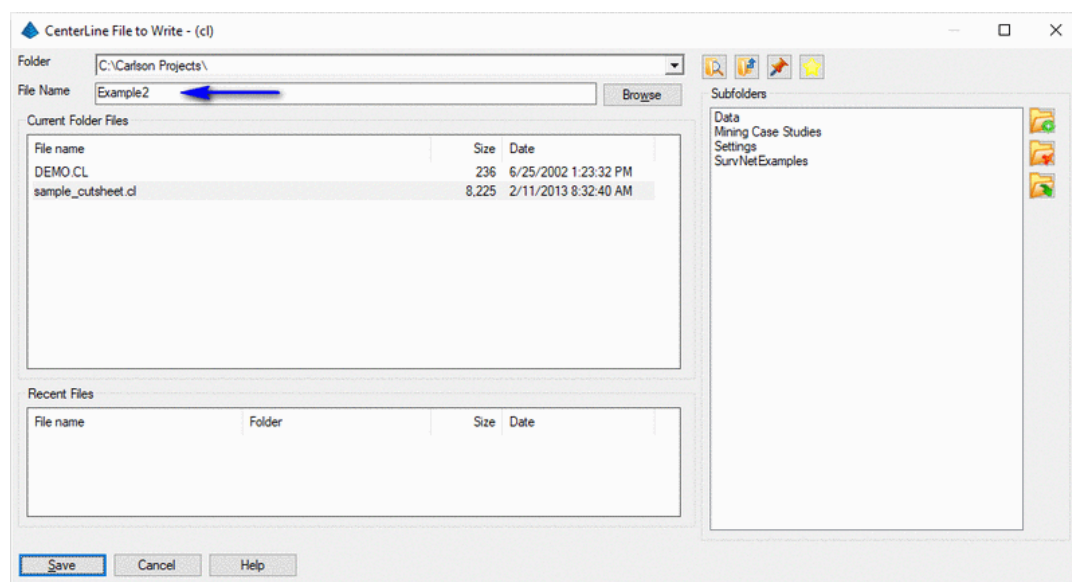 CenterLine File to Write - (cl)
Folder
C:\Carlson Projects\
File Name
Example2
Browse
Current Folder Files
File name Size Date
DEMO.CL 236 6/25/2002 1:23:32 PM
sample_cutsheet.cl 8,225 2/11/2013 8:32:40 AM
Recent Files
File name Folder Size Date
Subfolders
Data
Mining Case Studies
Settings
SurvNetExamples
Save Cancel Help